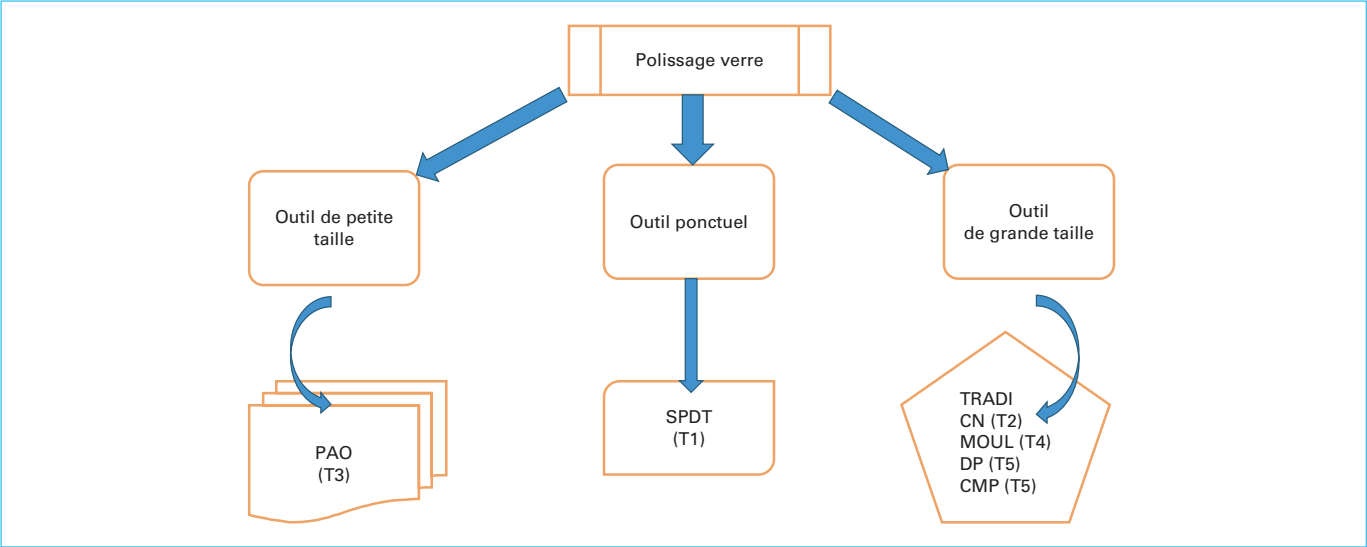 Polissage verre
Outil de petite
taille
Outil ponctuel
Outil
de grande taille
PAO
(T3)
SPDT
(T1)
TRADI
CN (T2)
MOUL (T4)
DP (T5)
CMP (T5)